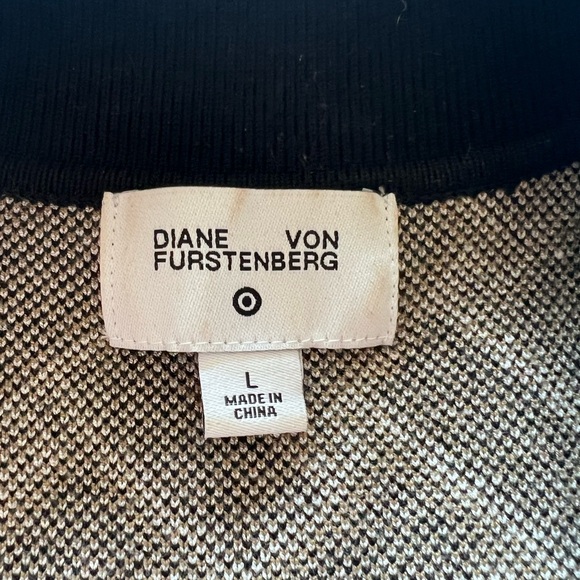 DIANE VON
FURSTENBERG
L
MADE IN
CHINA